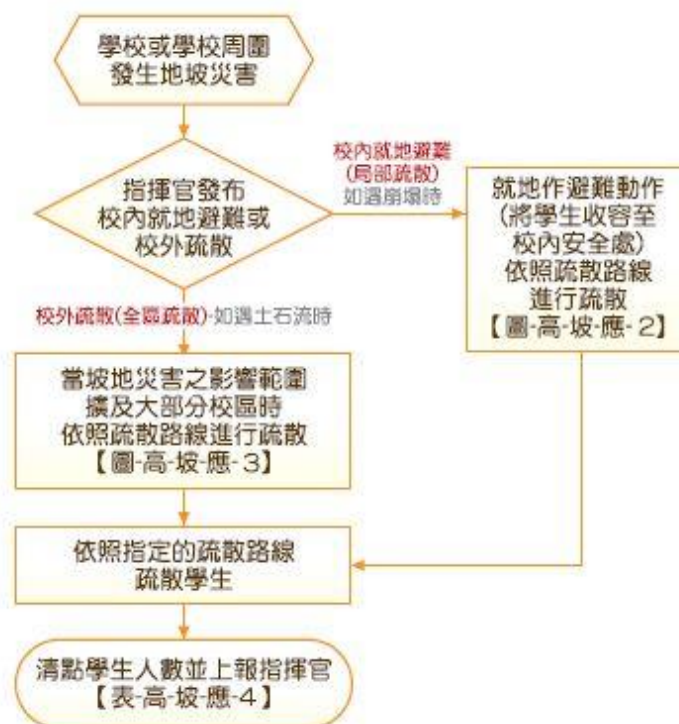 學校或學校周圍
發生地坡災害
指揮官發布
校內就地避難或
校外疏散
校內就地避難
(局部疏散)
如遇崩塌時
就地作避難動作
(將學生收容至
校內安全處)
依照疏散路線
進行疏散
【圖-高-坡-應-2】
校外疏散(全區疏散)-如遇土石流時
當坡地災害之影響範圍
擴及大部分校區時
依照疏散路線進行疏散
【圖-高-坡-應-3】
依照指定的疏散路線
疏散學生
清點學生人數並上報指揮官
【表-高-坡-應-4】